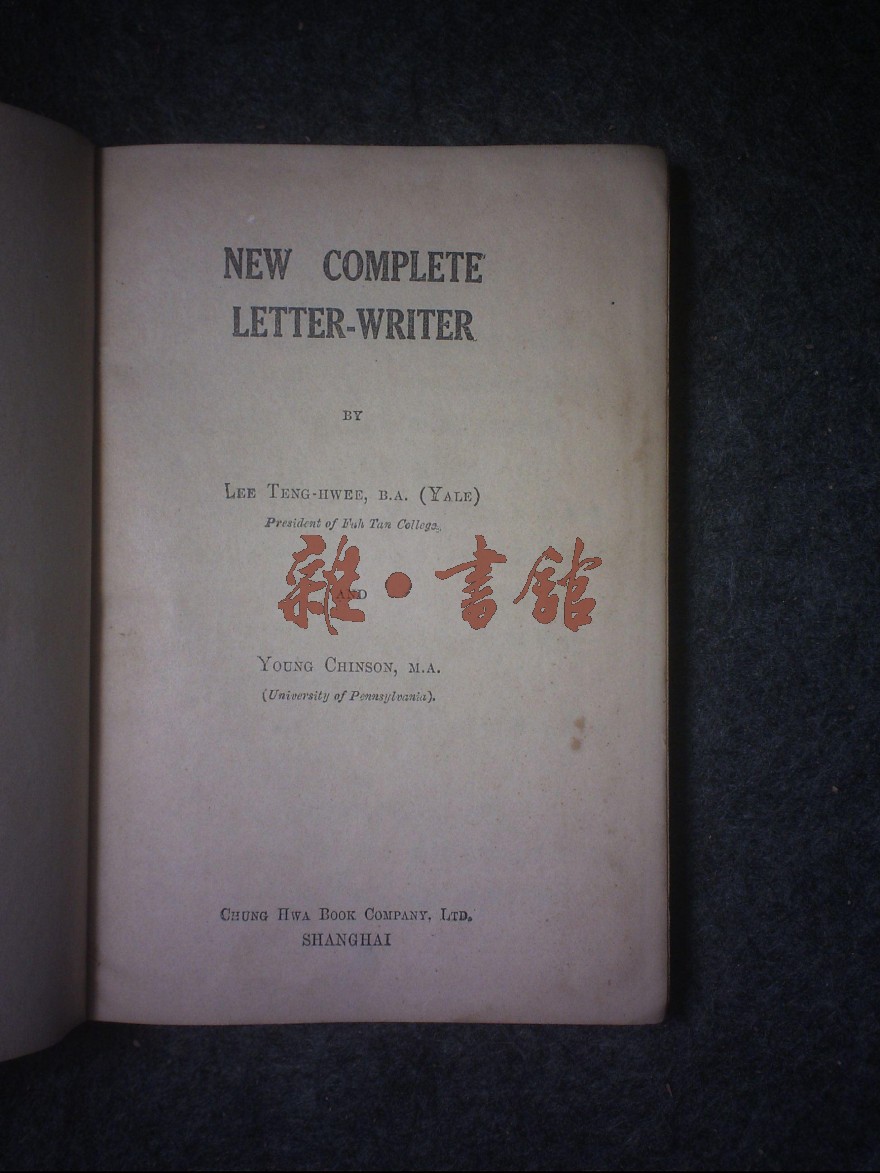 NEW COMPLETE
LETTER-WRITER
BY
LEE TENG-HWEE, B.A. (YALE)
President of Fuh Tan College,
AND
雜•書館
YOUNG CHINSON, M.A.
(University of Pennsylvania).
CHUNG HWA BOOK COMPANY, LTD.
SHANGHAI